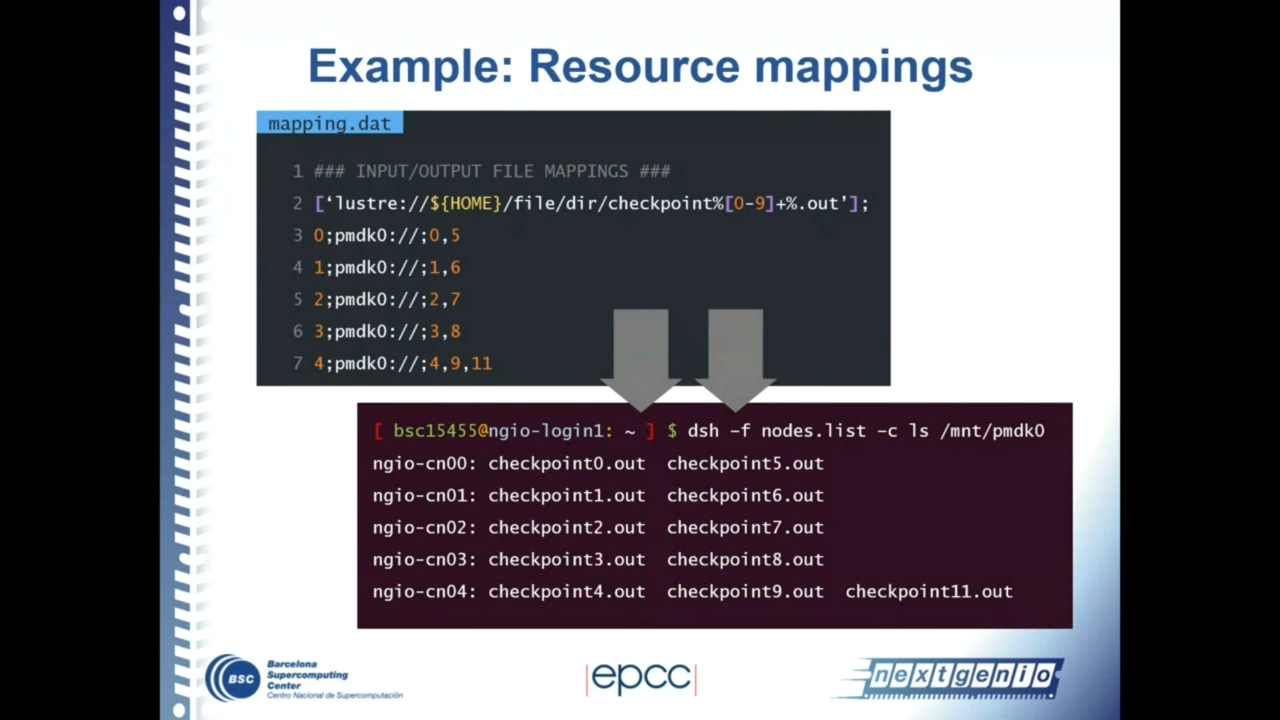 Example: Resource mappings
mapping.dat
1 ### INPUT/OUTPUT FILE MAPPINGS ###
2 [‘lustre://${HOME}/file/dir/checkpoint%[0-9]+%.out’];
3 0;pmdk0://;0,5
4 1;pmdk0://;1,6
5 2;pmdk0://;2,7
6 3;pmdk0://;3,8
7 4;pmdk0://;4,9,11
[ bsc15455@ngio-login1: ~ ] $ dsh -f nodes.list -c ls /mnt/pmdk0
ngio-cn00: checkpoint0.out checkpoint5.out
ngio-cn01: checkpoint1.out checkpoint6.out
ngio-cn02: checkpoint2.out checkpoint7.out
ngio-cn03: checkpoint3.out checkpoint8.out
ngio-cn04: checkpoint4.out checkpoint9.out checkpoint11.out
BSC
Barcelona
Supercomputing
Center
Centro Nacional de Supercomputación
epcc
nextgenio